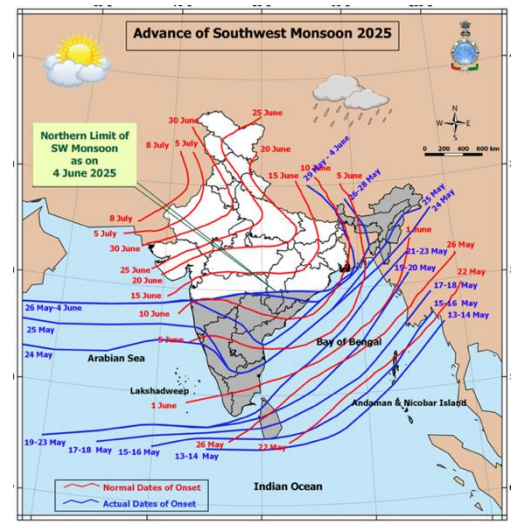 Advance of Southwest Monsoon 2025
N
W
E
S
0
200
400
600 km
Northern Limit of
SW Monsoon
as on
4 June 2025
30 June
25 June
8 July
5 July
20 June
15 June
10 June
5 June
29 May - 4 June
26-28 May
25 May
24 May
1 June
26 May
22 May
21-23 May
19-20 May
17-18 May
15-16 May
13-14 May
8 July
5 July
30 June
25 June
20 June
15 June
10 June
5 June
26 May-4 June
25 May
24 May
Arabian Sea
Bay of Bengal
Lakshadweep
Andaman & Nicobar Island
1 June
19-23 May
17-18 May
15-16 May
13-14 May
26 May
22 May
Indian Ocean
Normal Dates of Onset
Actual Dates of Onset